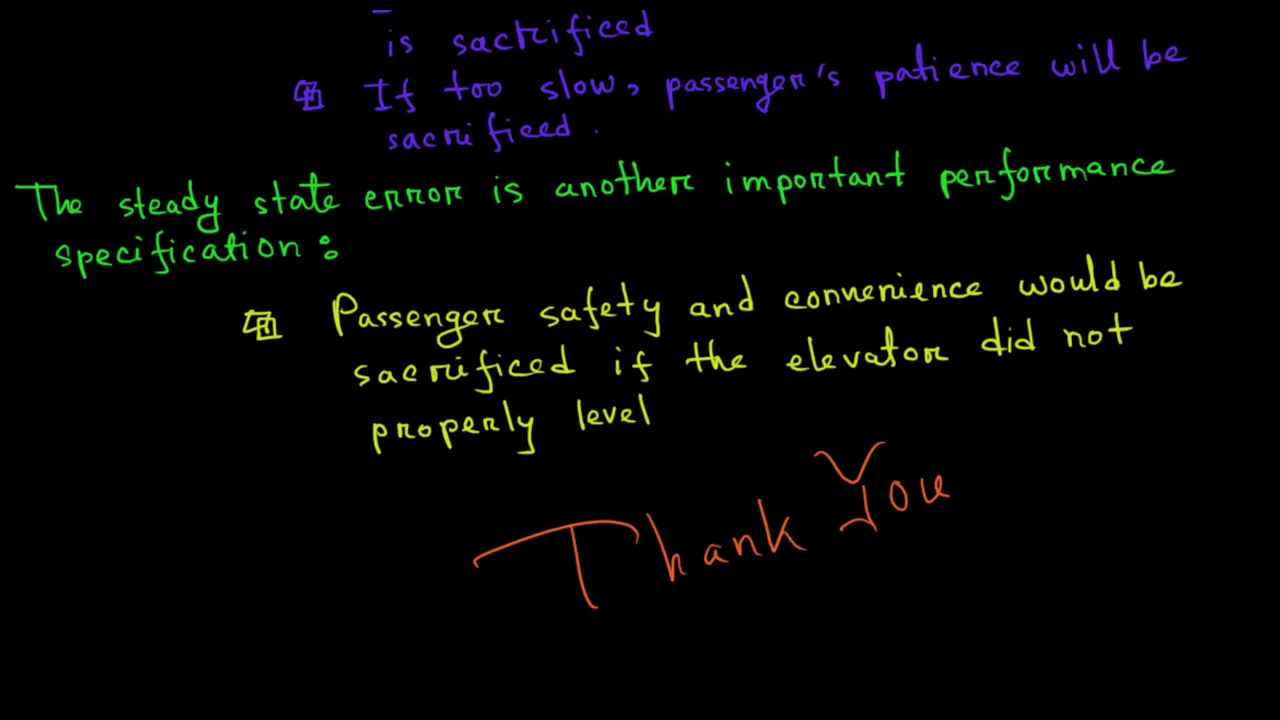 is sacrificed
If too slow, passenger's patience will be
sacrificed.
The steady state error is another important performance
specification:
Passenger safety and convenience would be
sacrificed if the elevator did not
properly level
Thank You